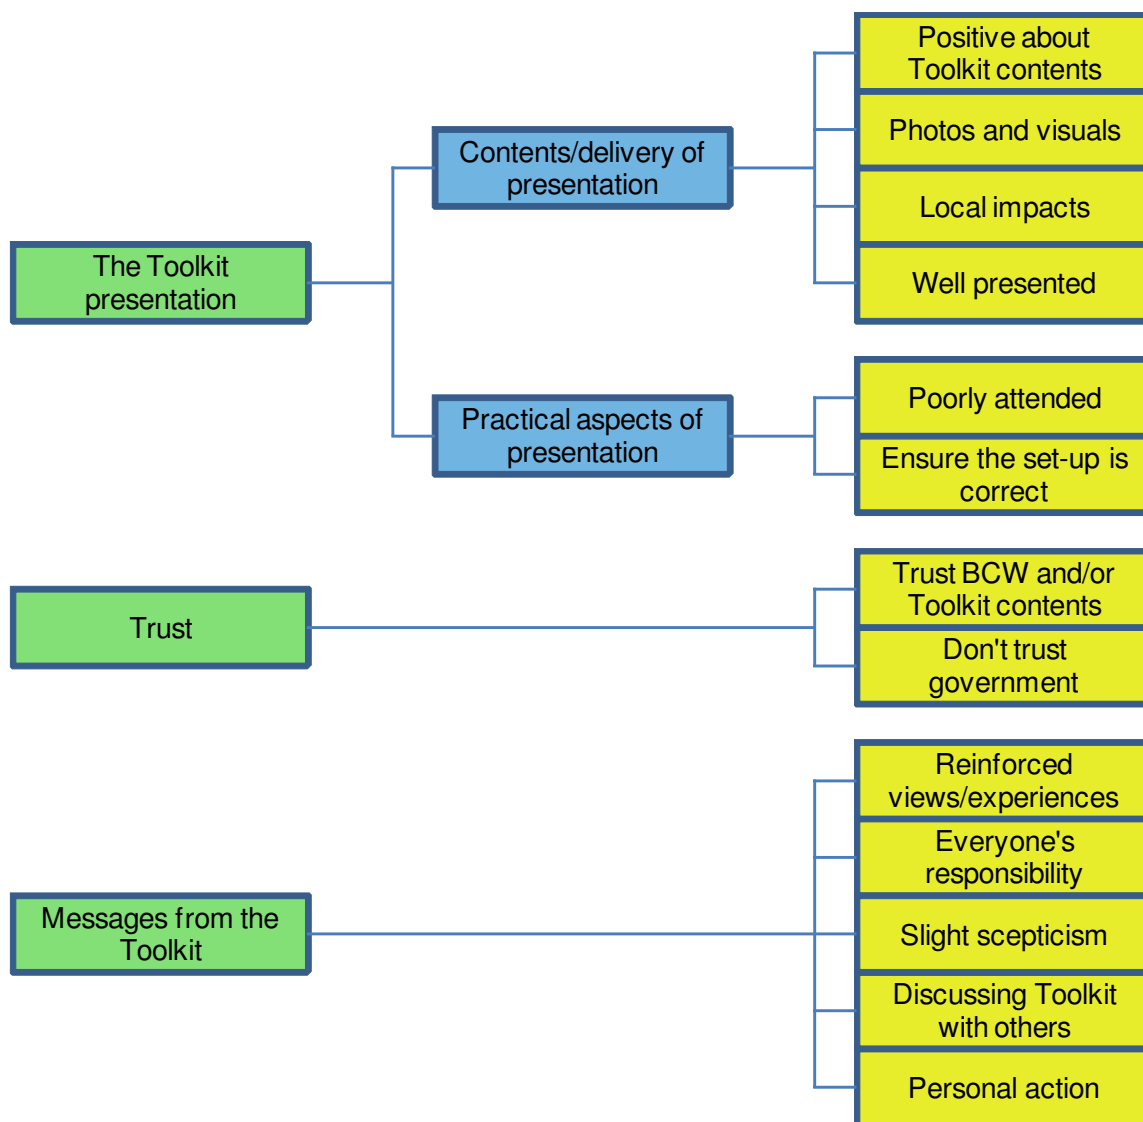 The Toolkit
presentation
Contents/delivery of
presentation
Positive about
Toolkit contents
Photos and visuals
Local impacts
Well presented
Practical aspects of
presentation
Poorly attended
Ensure the set-up is
correct
Trust
Trust BCW and/or
Toolkit contents
Don't trust
government
Messages from the
Toolkit
Reinforced
views/experiences
Everyone's
responsibility
Slight scepticism
Discussing Toolkit
with others
Personal action